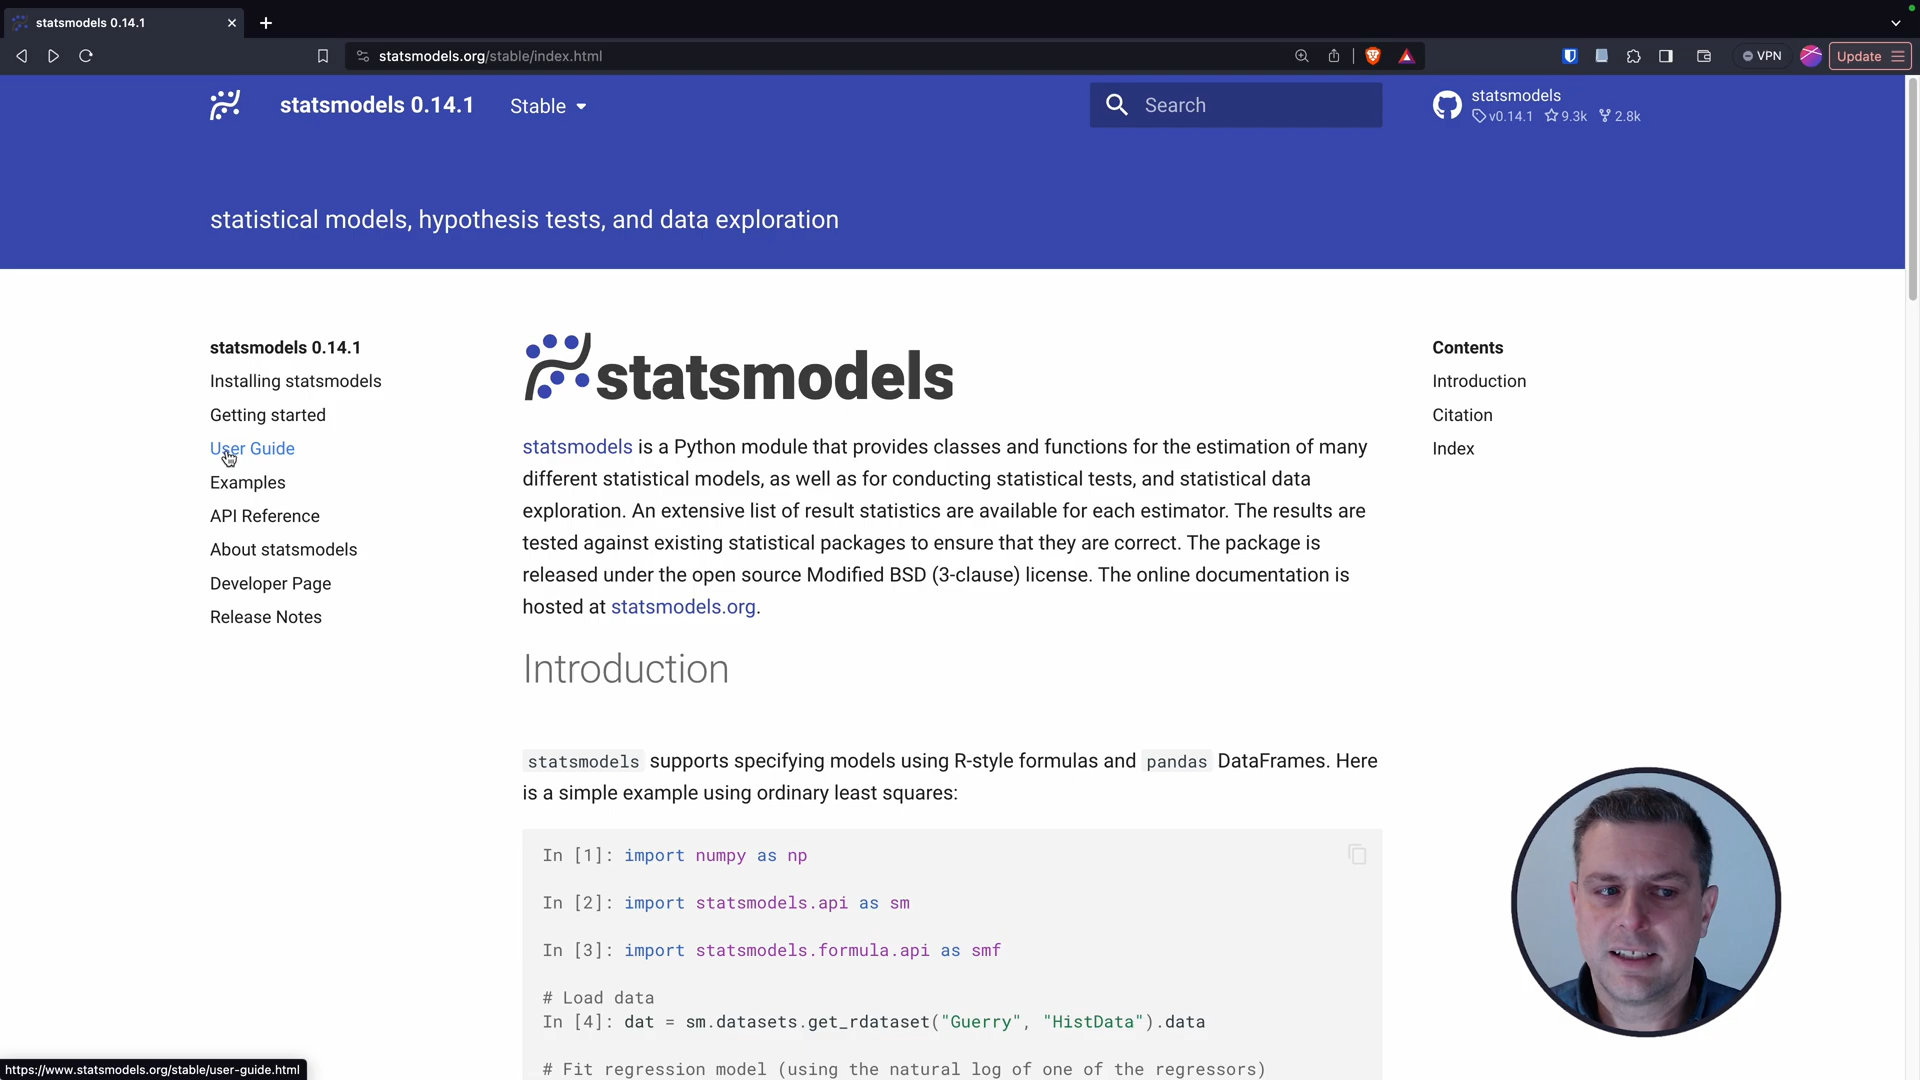 statsmodels 0.14.1
statsmodels.org/stable/index.html
VPN
Update
statsmodels 0.14.1
Stable
Search
statsmodels
v0.14.1 9.3k 2.8k
statistical models, hypothesis tests, and data exploration
statsmodels 0.14.1
Installing statsmodels
Getting started
User Guide
Examples
API Reference
About statsmodels
Developer Page
Release Notes
statsmodels
statsmodels is a Python module that provides classes and functions for the estimation of many
different statistical models, as well as for conducting statistical tests, and statistical data
exploration. An extensive list of result statistics are available for each estimator. The results are
tested against existing statistical packages to ensure that they are correct. The package is
released under the open source Modified BSD (3-clause) license. The online documentation is
hosted at statsmodels.org.
Introduction
statsmodels supports specifying models using R-style formulas and pandas DataFrames. Here
is a simple example using ordinary least squares:
In [1]: import numpy as np
In [2]: import statsmodels.api as sm
In [3]: import statsmodels.formula.api as smf
# Load data
In [4]: dat = sm.datasets.get_rdataset("Guerry", "HistData").data
# Fit regression model (using the natural log of one of the regressors)
Contents
Introduction
Citation
Index
https://www.statsmodels.org/stable/user-guide.html